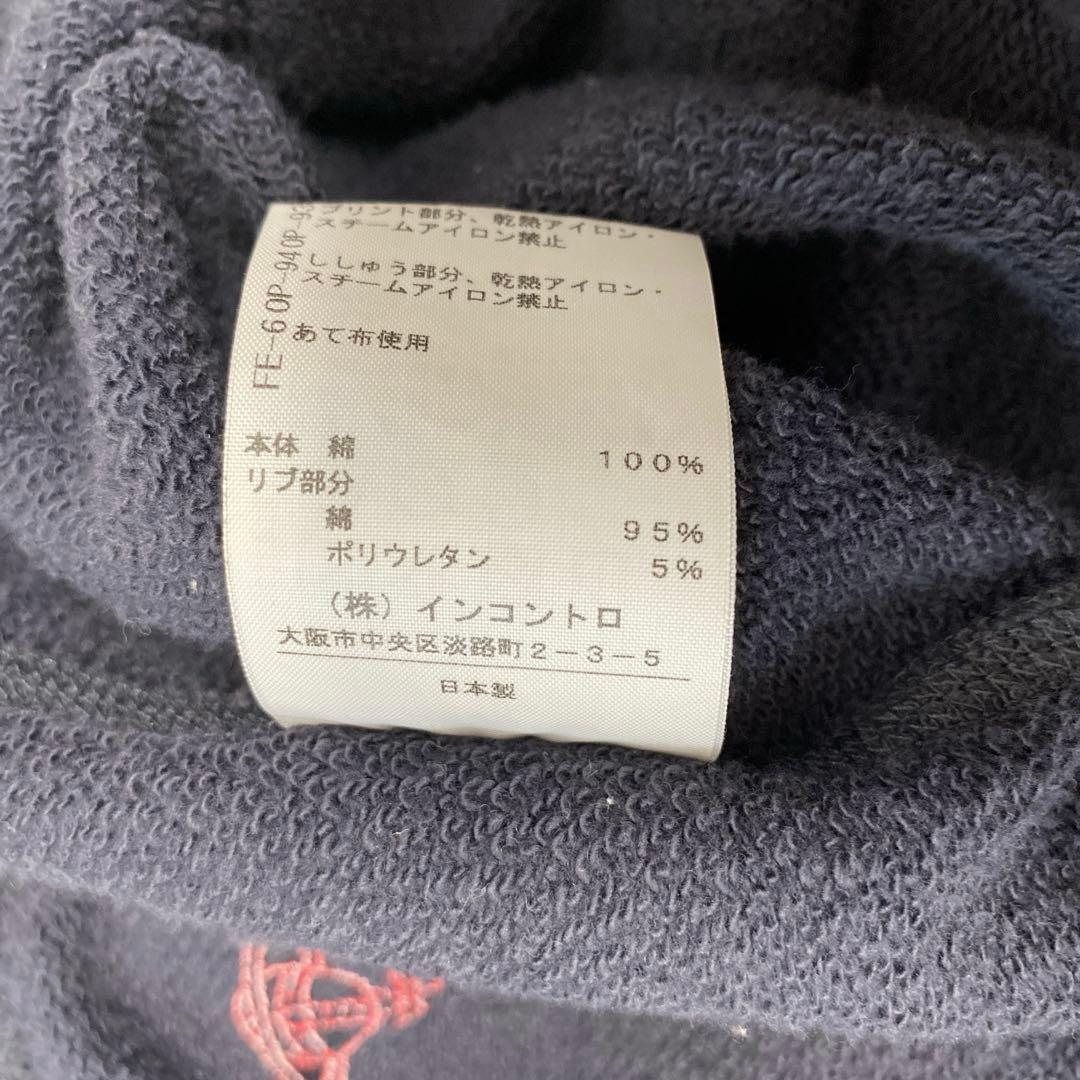 プリント部分、乾熱アイロン・
スチームアイロン禁止
ししゅう部分、乾熱アイロン・
スチームアイロン禁止
あて布使用
FE-60P-940P-9
本体 綿 100%
リブ部分
綿 95%
ポリウレタン 5%
(株)インコントロ
大阪市中央区淡路町2-3-5
日本製